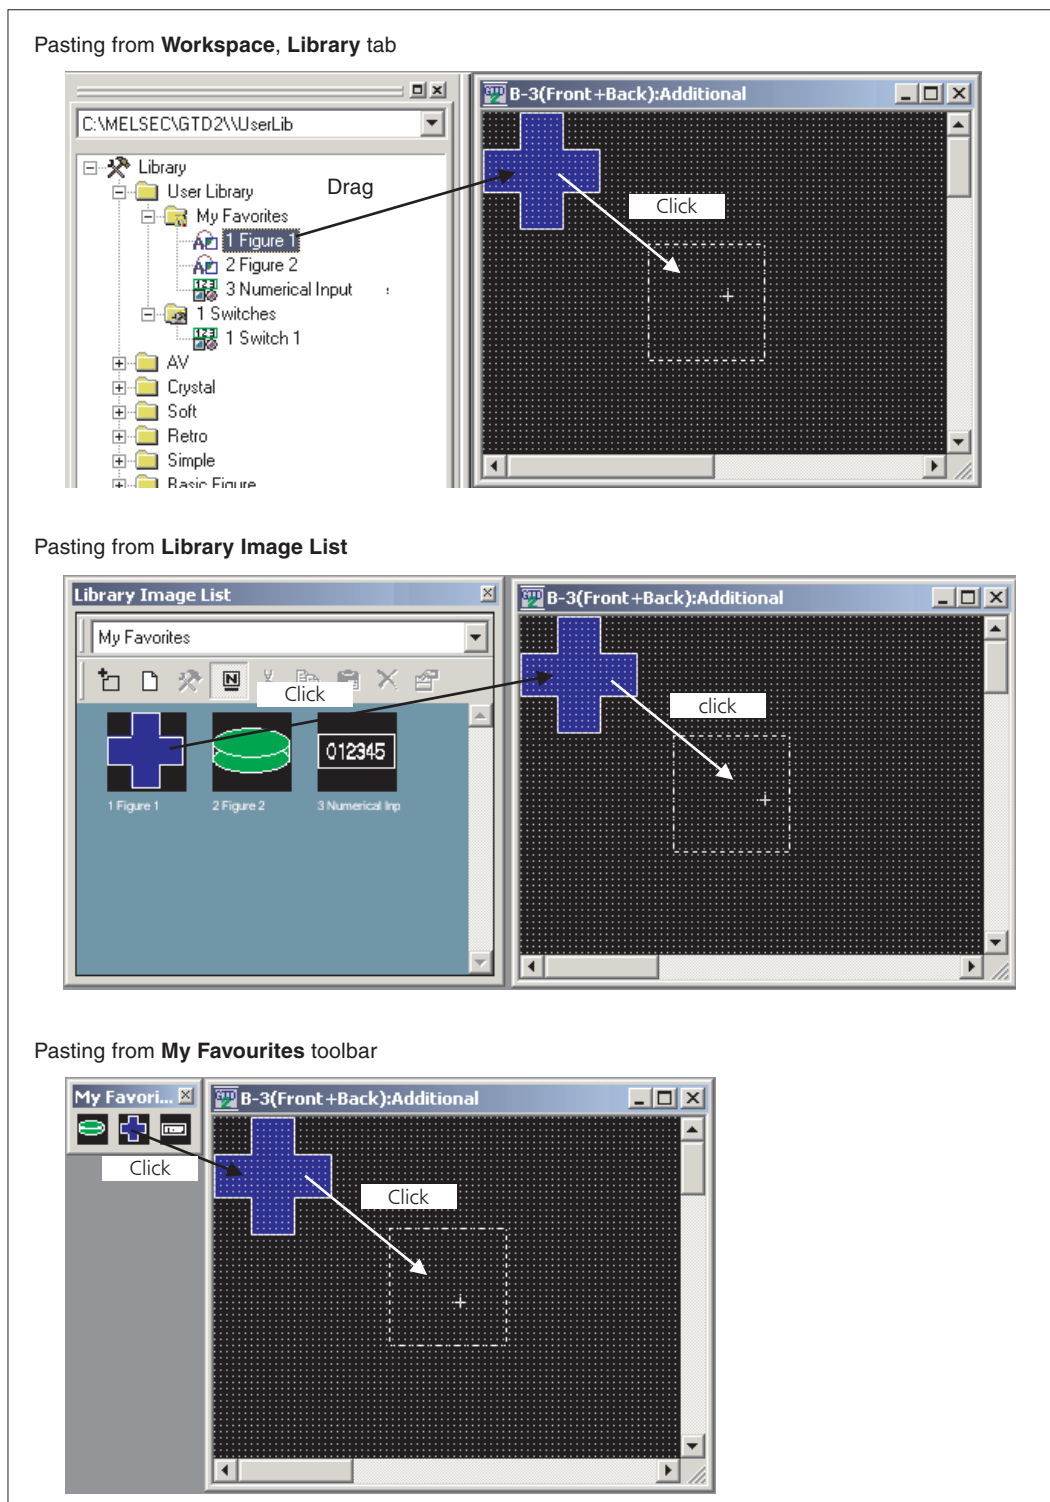 Pasting from Workspace, Library tab
B-3(Front+Back):Additional
C:\MELSEC\GTD2\\UserLib
Library
User Library
Drag
My Favorites
Click
1 Figure 1
2 Figure 2
3 Numerical Input
1 Switches
1 Switch 1
AV
Crystal
Soft
Retro
Simple
Basic Figure
Pasting from Library Image List
Library Image List
B-3(Front+Back):Additional
My Favorites
Click
click
012345
1 Figure 1
2 Figure 2
3 Numerical Inp
Pasting from My Favourites toolbar
My Favori...
B-3(Front+Back):Additional
Click
Click